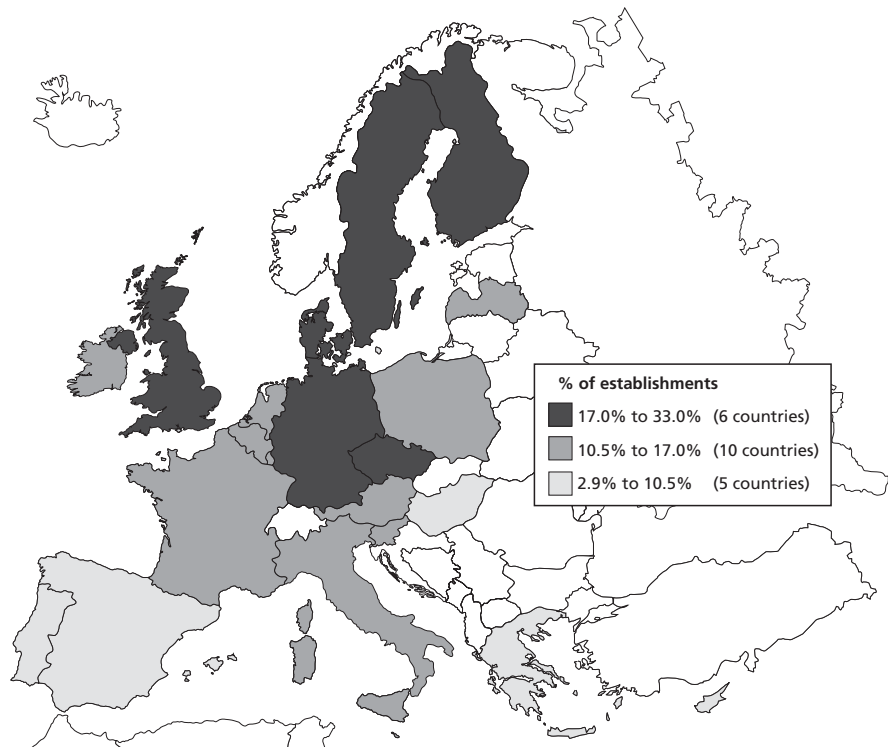 % of establishments
17.0% to 33.0% (6 countries)
10.5% to 17.0% (10 countries)
2.9% to 10.5% (5 countries)